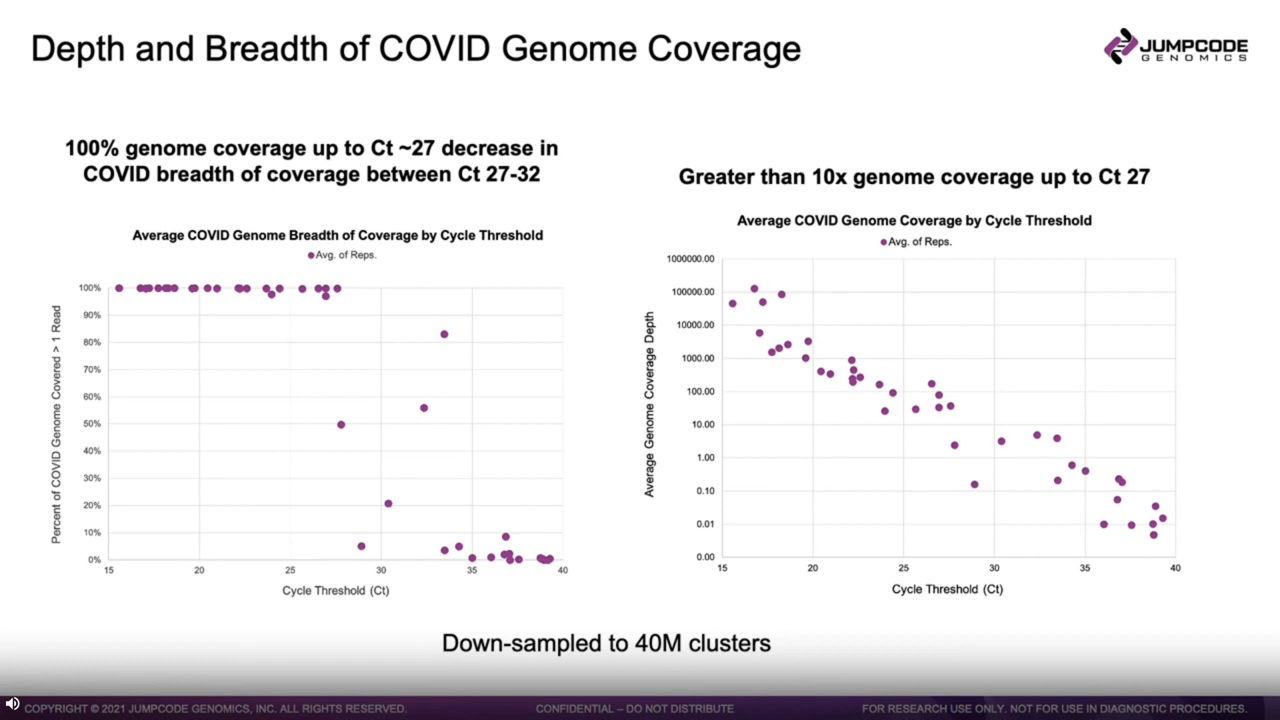 Depth and Breadth of COVID Genome Coverage
JUMPCODE
GENOMICS
100% genome coverage up to Ct ~27 decrease in
COVID breadth of coverage between Ct 27-32
Average COVID Genome Breadth of Coverage by Cycle Threshold
Avg. of Reps.
Percent of COVID Genome Covered > 1 Read
100%
90%
80%
70%
60%
50%
40%
30%
20%
10%
0%
15 20 25 30 35 40
Cycle Threshold (Ct)
Greater than 10x genome coverage up to Ct 27
Average COVID Genome Coverage by Cycle Threshold
Avg. of Reps.
Average Genome Coverage Depth
1000000.00
100000.00
10000.00
1000.00
100.00
10.00
1.00
0.10
0.01
0.00
15 20 25 30 35 40
Cycle Threshold (Ct)
Down-sampled to 40M clusters
COPYRIGHT © 2021 JUMPCODE GENOMICS, INC. ALL RIGHTS RESERVED. CONFIDENTIAL – DO NOT DISTRIBUTE FOR RESEARCH USE ONLY. NOT FOR USE IN DIAGNOSTIC PROCEDURES.